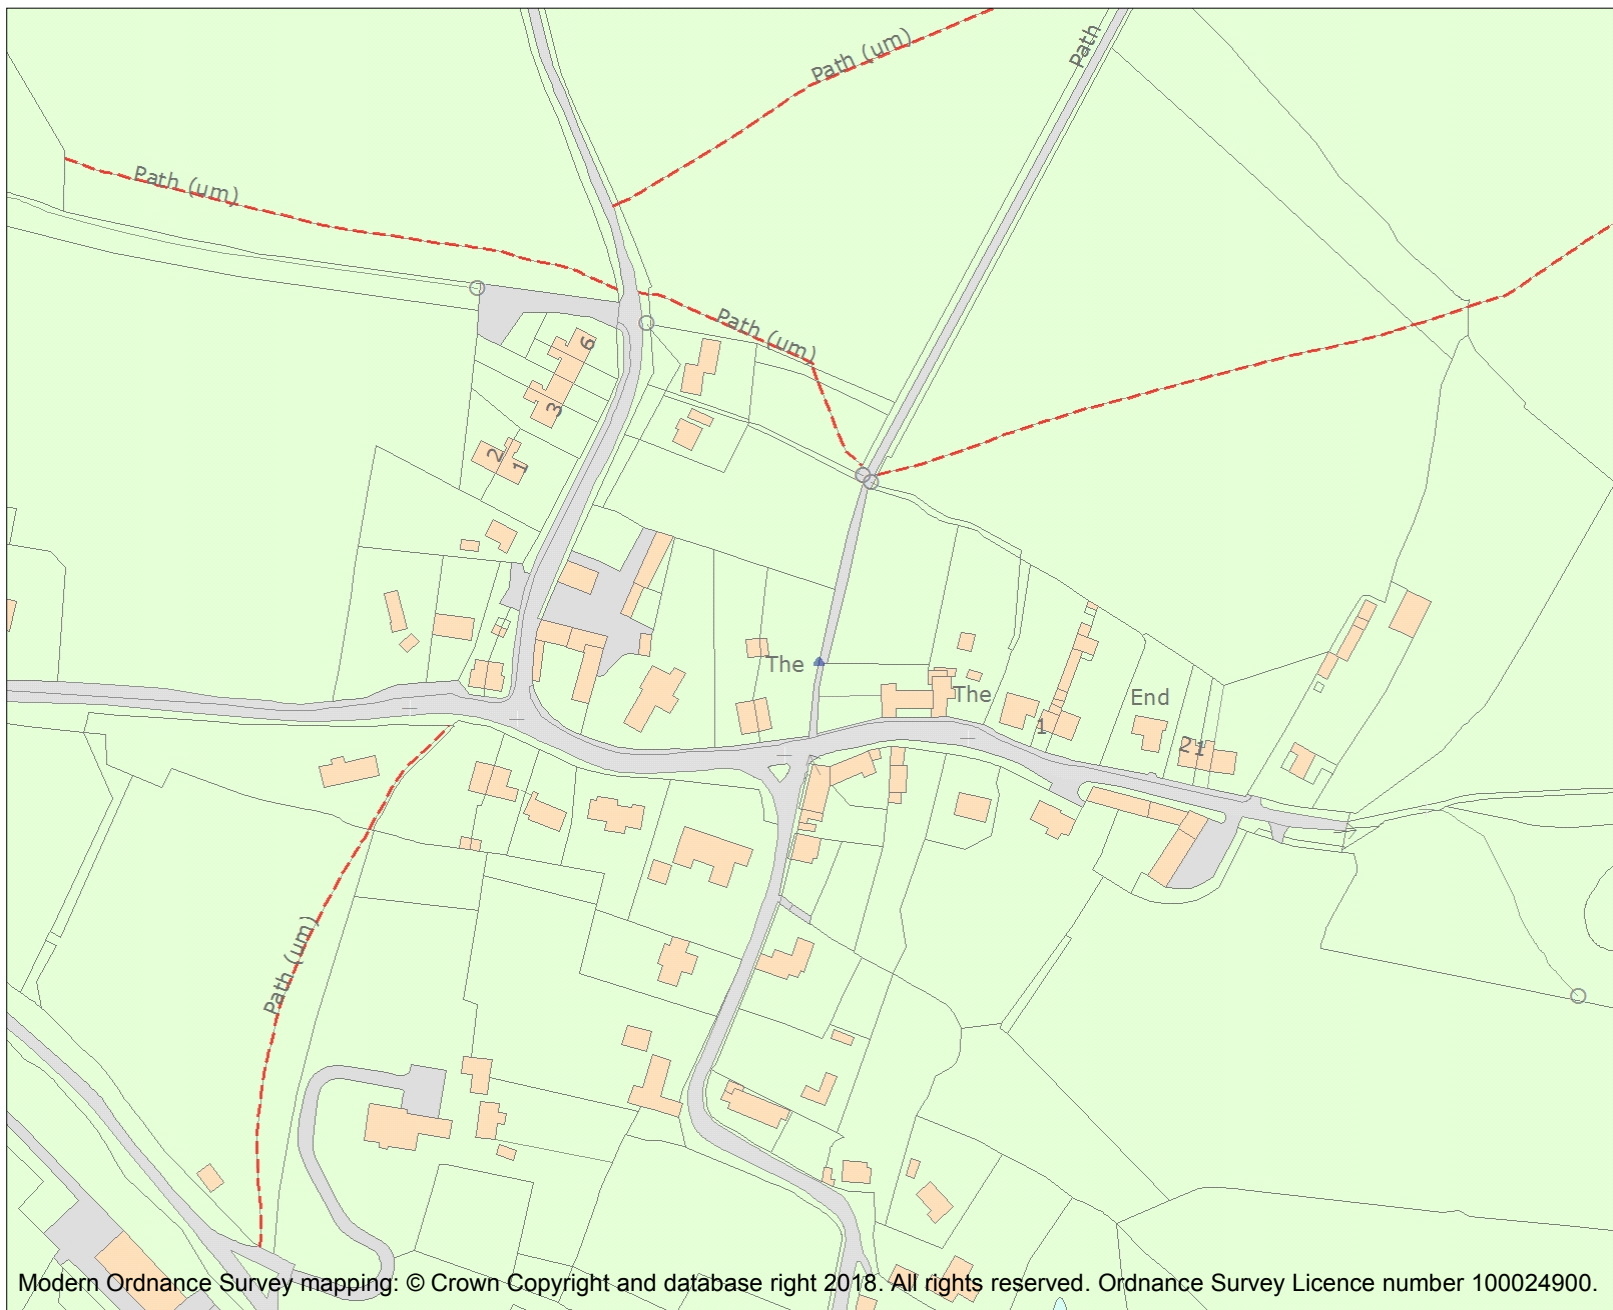 Path (um)
Path
Path (um)
Path (um)
6
3
2
1
The
The
End
1
21
Path (um)
Modern Ordnance Survey mapping: © Crown Copyright and database right 2018. All rights reserved. Ordnance Survey Licence number 100024900.